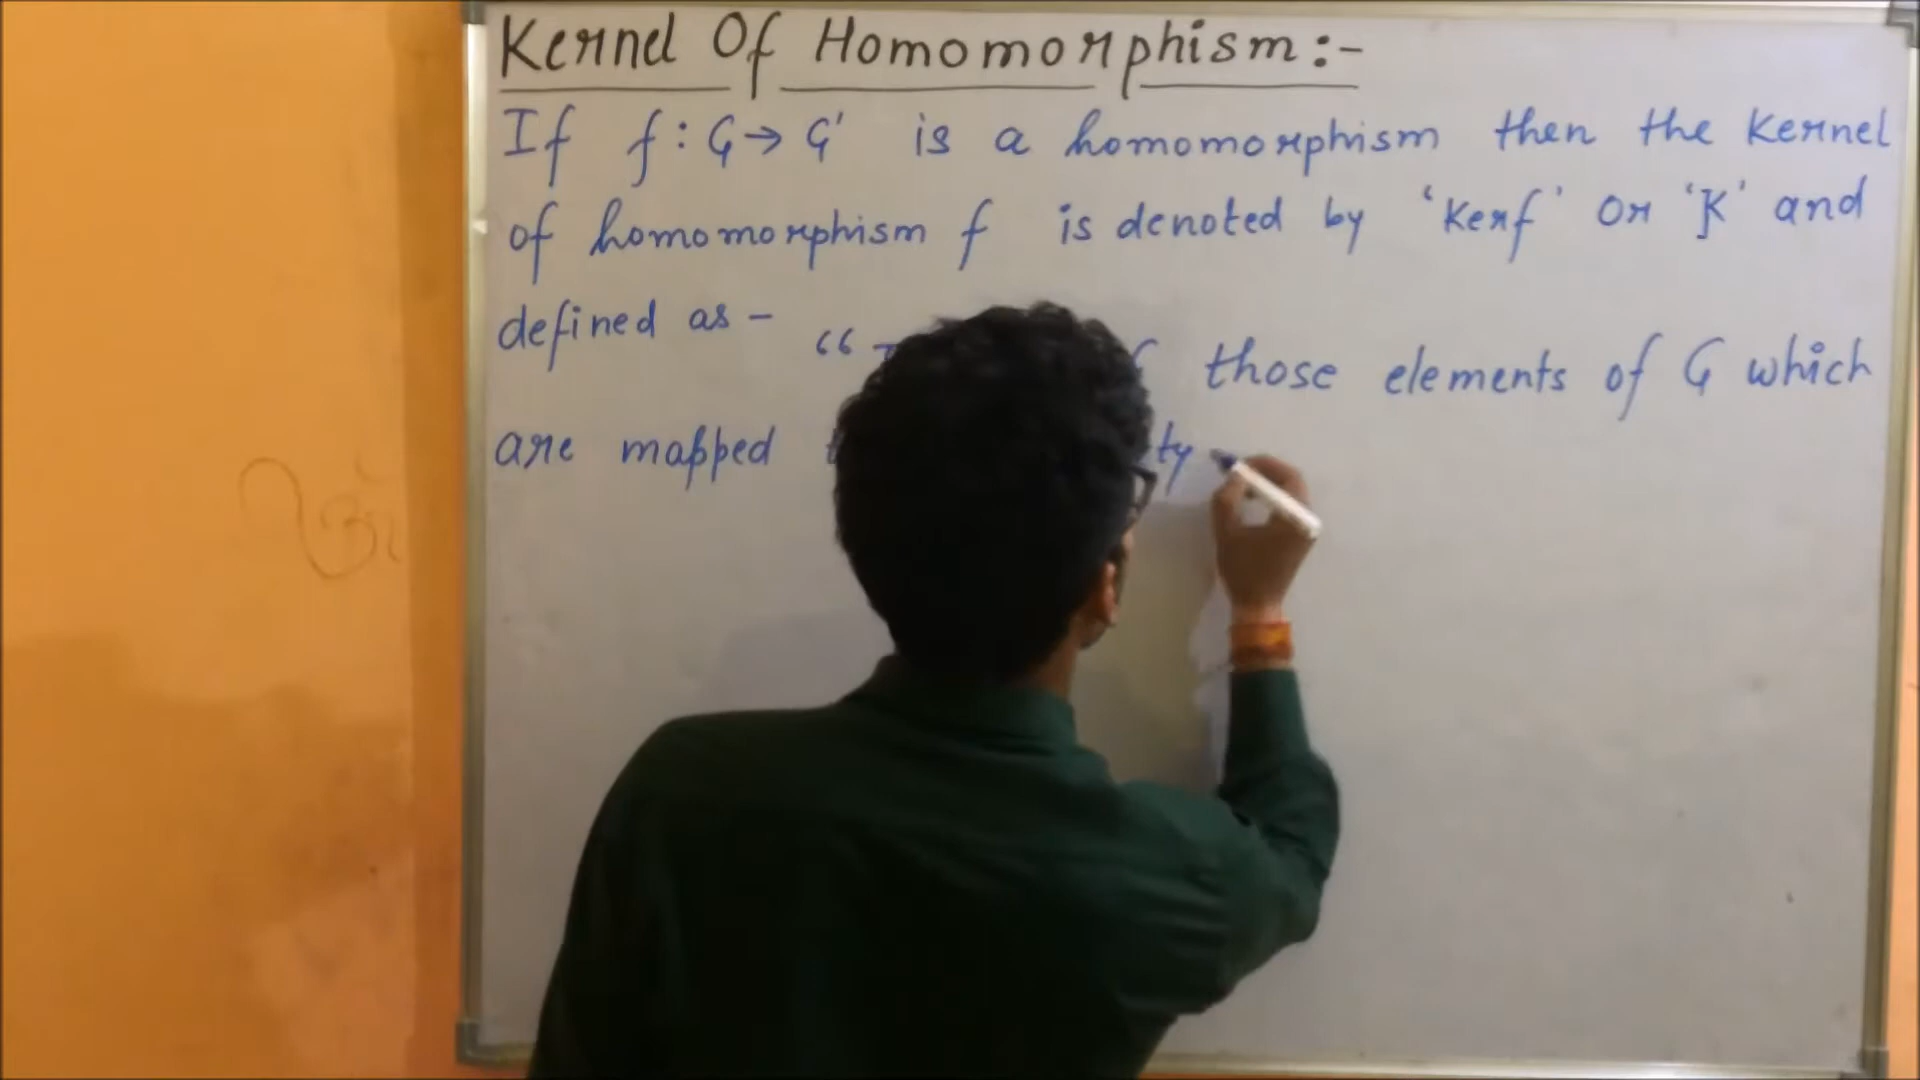 Kernel Of Homomorphism:-
If f: G→ G' is a homomorphism then the Kernel
of homomorphism f is denoted by 'Kerf' Or 'K' and
defined as -
“ those elements of G which
are mapped